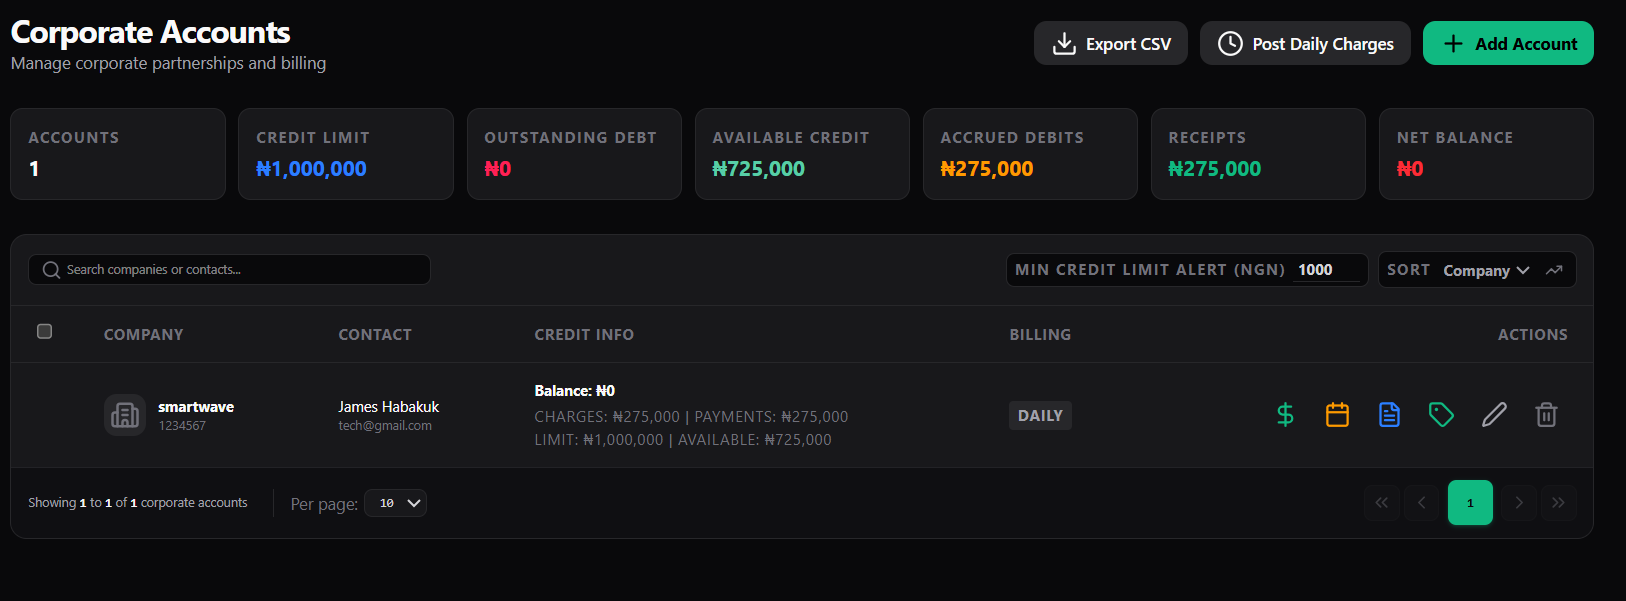 Corporate Accounts
Manage corporate partnerships and billing
Export CSV
Post Daily Charges
Add Account
ACCOUNTS
1
CREDIT LIMIT
₦1,000,000
OUTSTANDING DEBT
₦0
AVAILABLE CREDIT
₦725,000
ACCRUED DEBITS
₦275,000
RECEIPTS
₦275,000
NET BALANCE
₦0
Search companies or contacts...
MIN CREDIT LIMIT ALERT (NGN) 1000
SORT Company
COMPANY CONTACT CREDIT INFO BILLING ACTIONS
smartwave
1234567
James Habakuk
tech@gmail.com
Balance: ₦0
CHARGES: ₦275,000 | PAYMENTS: ₦275,000
LIMIT: ₦1,000,000 | AVAILABLE: ₦725,000
DAILY
Showing 1 to 1 of 1 corporate accounts
Per page: 10
1